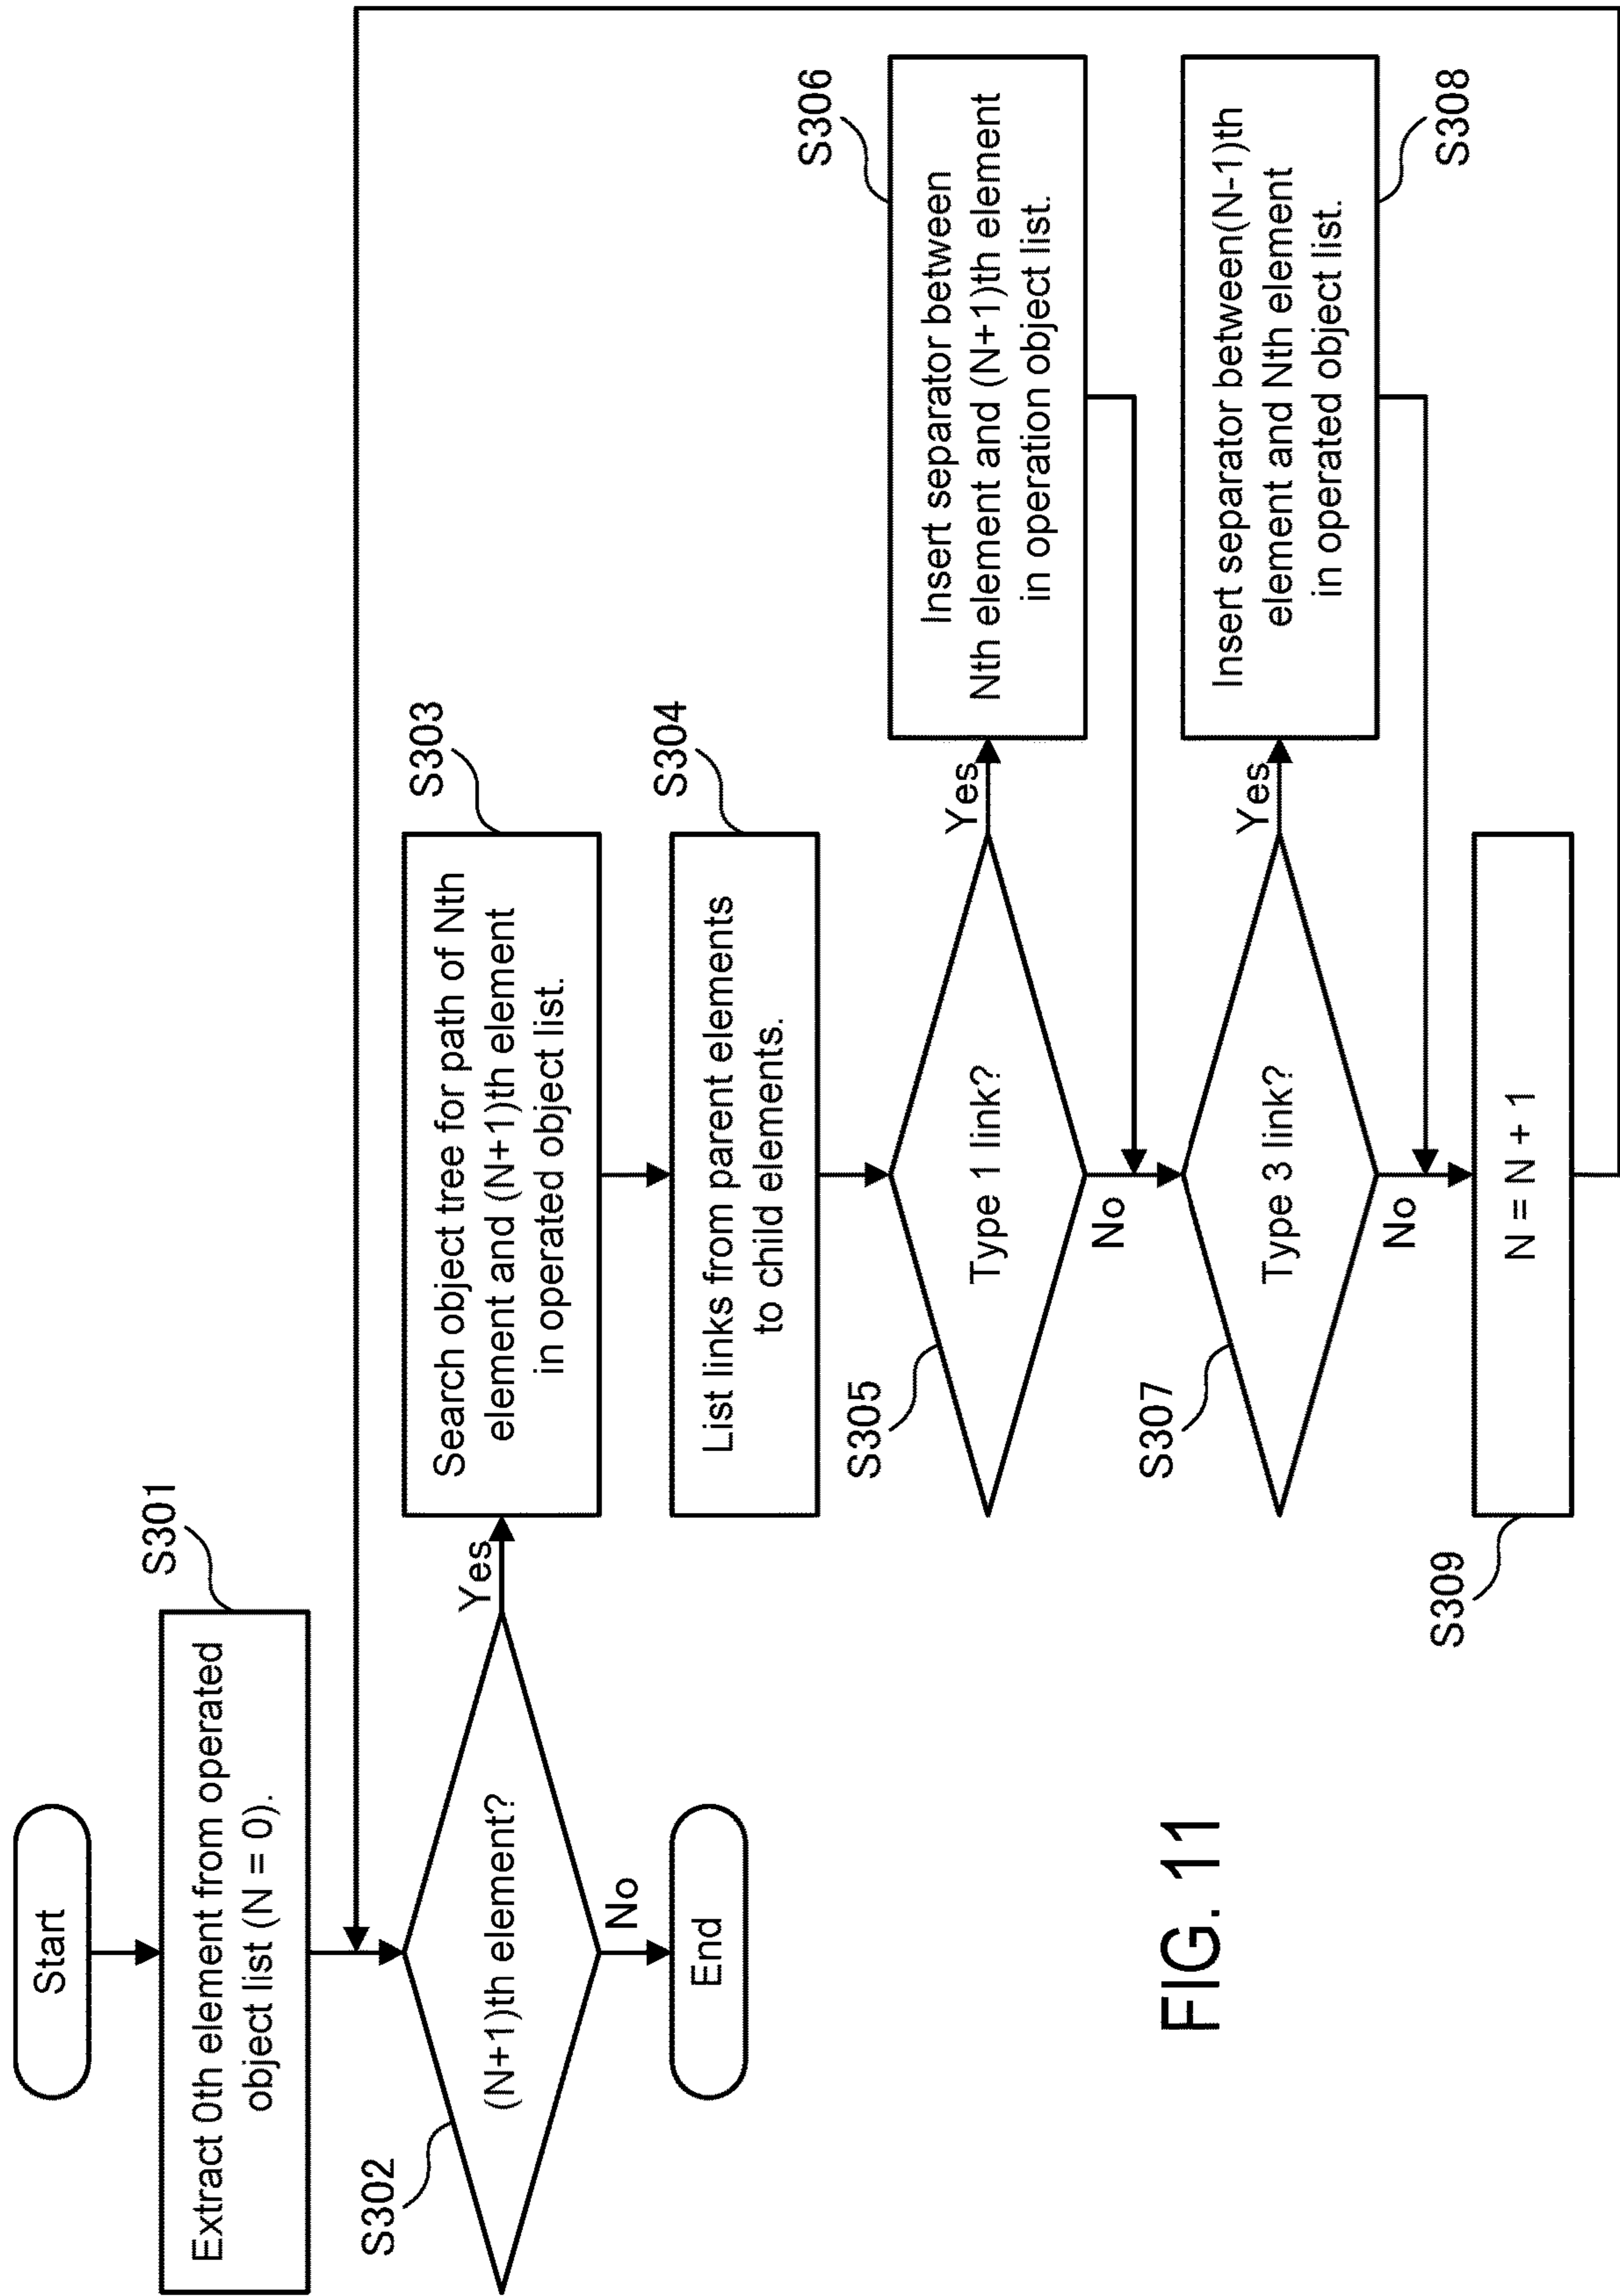 Start
S301
Extract 0th element from operated
object list (N = 0).
S302
(N+1)th element?
Yes
No
End
S303
Search object tree for path of Nth
element and (N+1)th element
in operated object list.
S304
List links from parent elements
to child elements.
S305
Type 1 link?
Yes
No
S306
Insert separator between
Nth element and (N+1)th element
in operation object list.
S307
Type 3 link?
Yes
No
S308
Insert separator between(N-1)th
element and Nth element
in operated object list.
S309
N = N + 1
FIG. 11